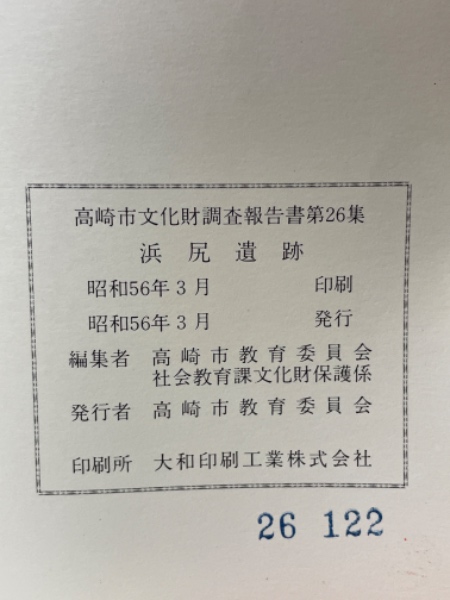 高崎市文化財調査報告書第26集
浜尻遺跡
昭和56年3月 印刷
昭和56年3月 発行
編集者 高崎市教育委員会
社会教育課文化財保護係
発行者 高崎市教育委員会
印刷所 大和印刷工業株式会社
26 122